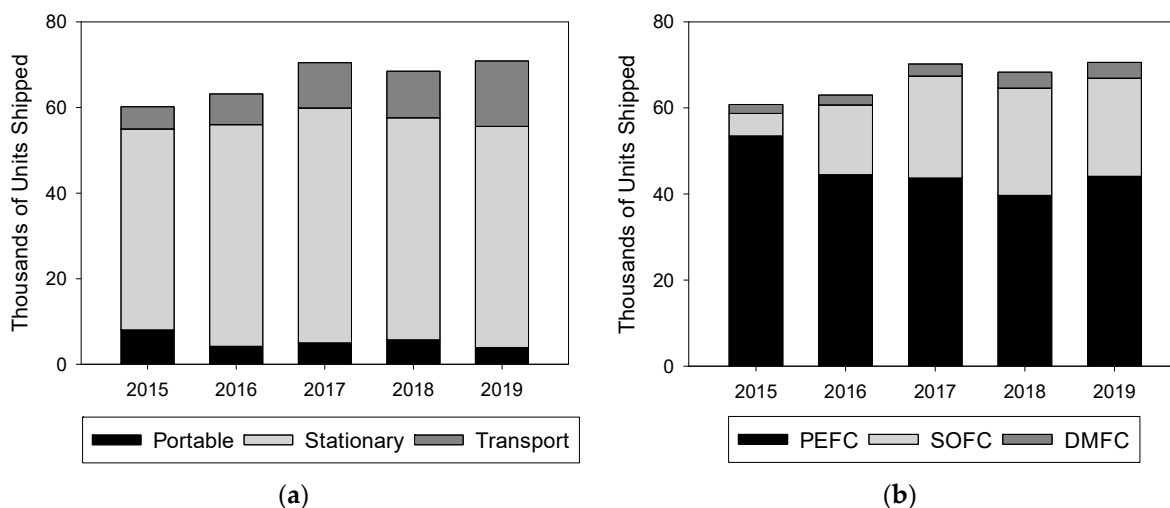 Thousands of Units Shipped
80
60
40
20
0
2015 2016 2017 2018 2019
Portable Stationary Transport
(a)
Thousands of Units Shipped
80
60
40
20
0
2015 2016 2017 2018 2019
PEFC SOFC DMFC
(b)